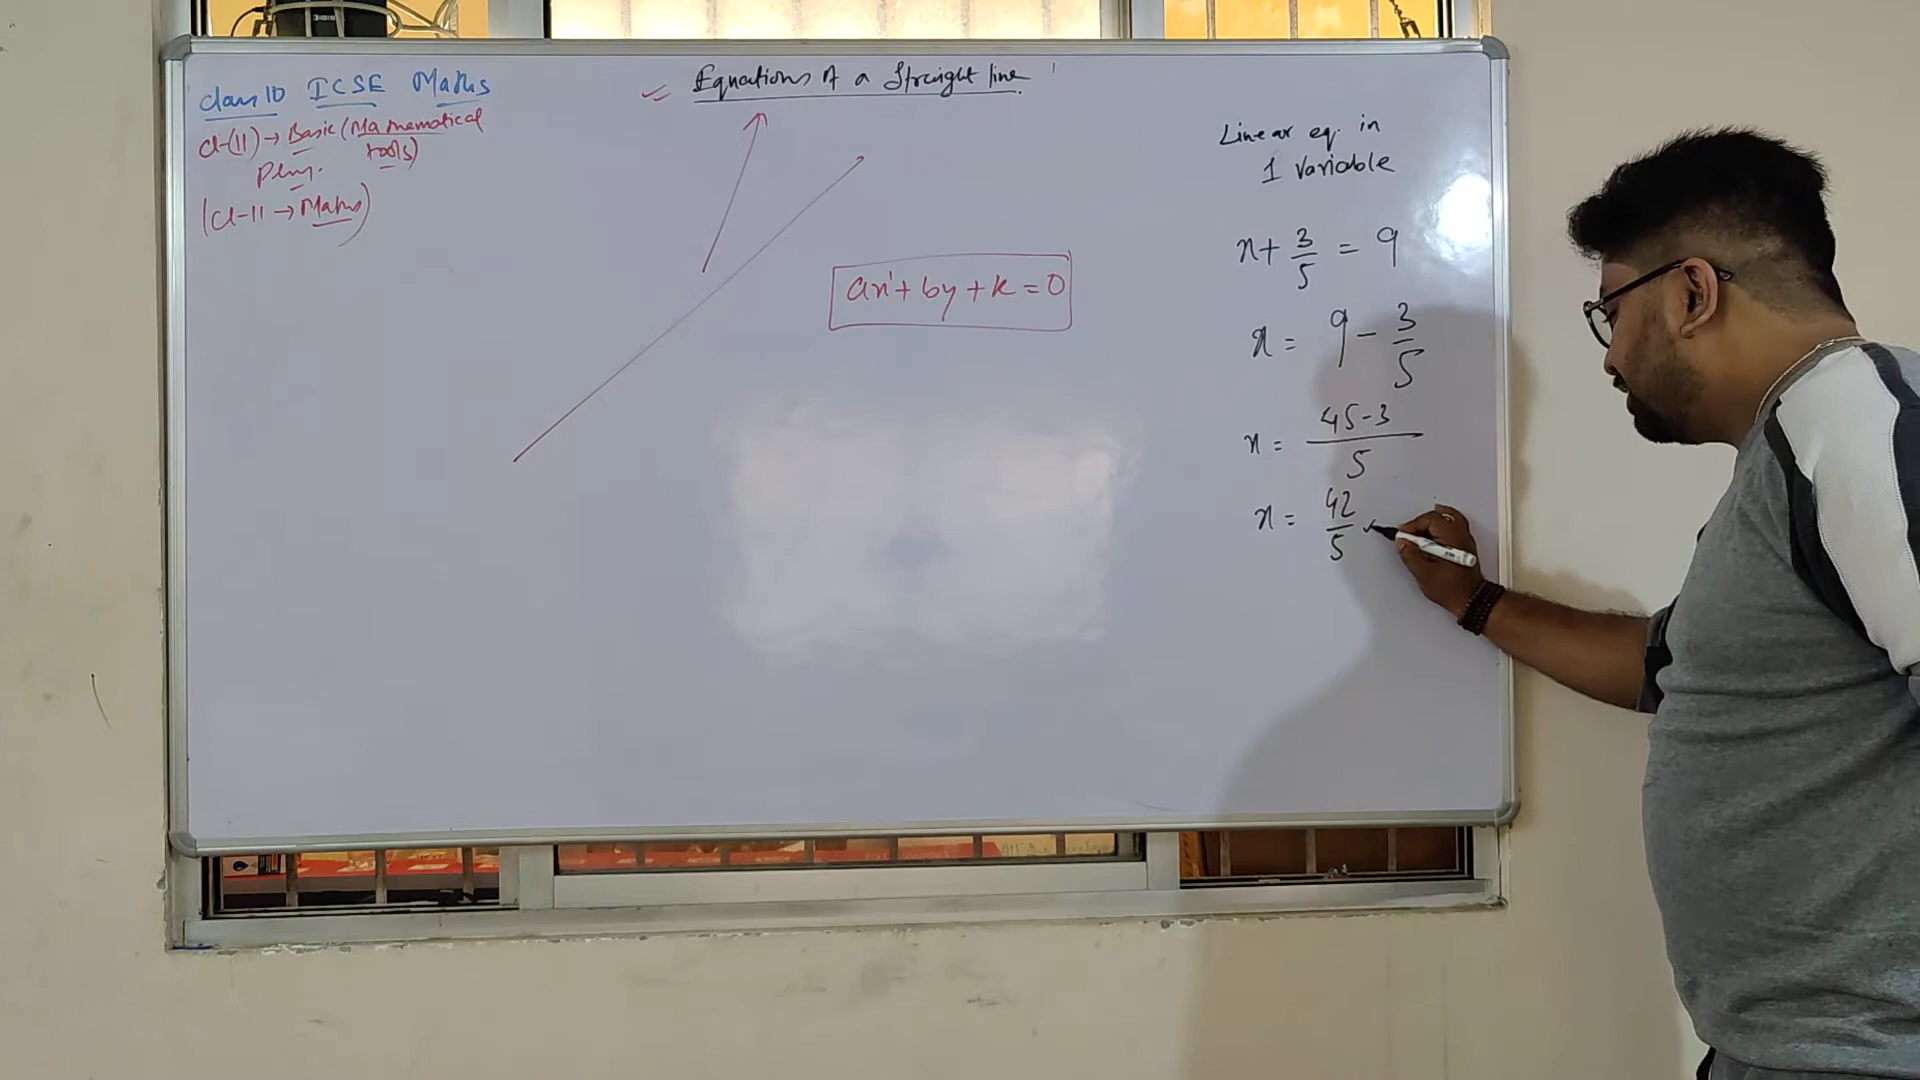 Class 10 ICSE Maths
Cl-(11) → Basic (Mathematical
tools)
Phy.
(Cl-11 → Maths)
Equations of a Straight line
ax¹ + by + k = 0
Linear eq. in
1 variable
x + 3/5 = 9
x = 9 - 3/5
x = 45-3/5
x = 42/5